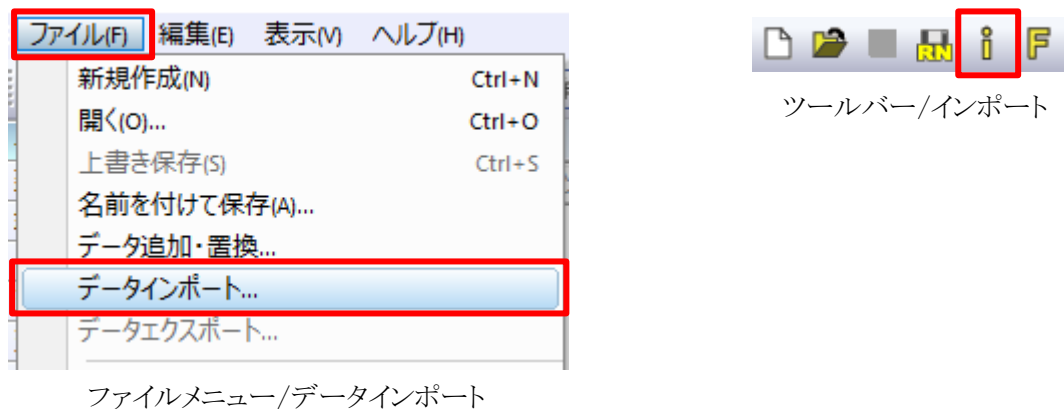 ファイル(F) 編集(E) 表示(V) ヘルプ(H)
新規作成(N) Ctrl+N
開く(O)... Ctrl+O
上書き保存(S) Ctrl+S
名前を付けて保存(A)...
データ追加・置換...
データインポート...
データエクスポート...
ファイルメニュー/データインポート
RN i F
ツールバー/インポート